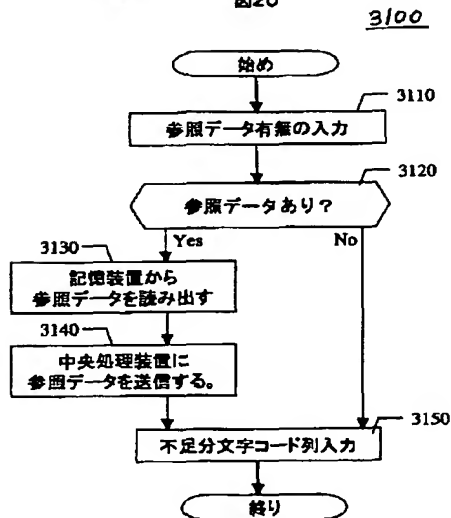 図20
3100
始め
3110
参照データ有無の入力
3120
参照データあり?
Yes
No
3130
記憶装置から
参照データを読み出す
3140
中央処理装置に
参照データを送信する。
3150
不足分文字コード列入力
終り